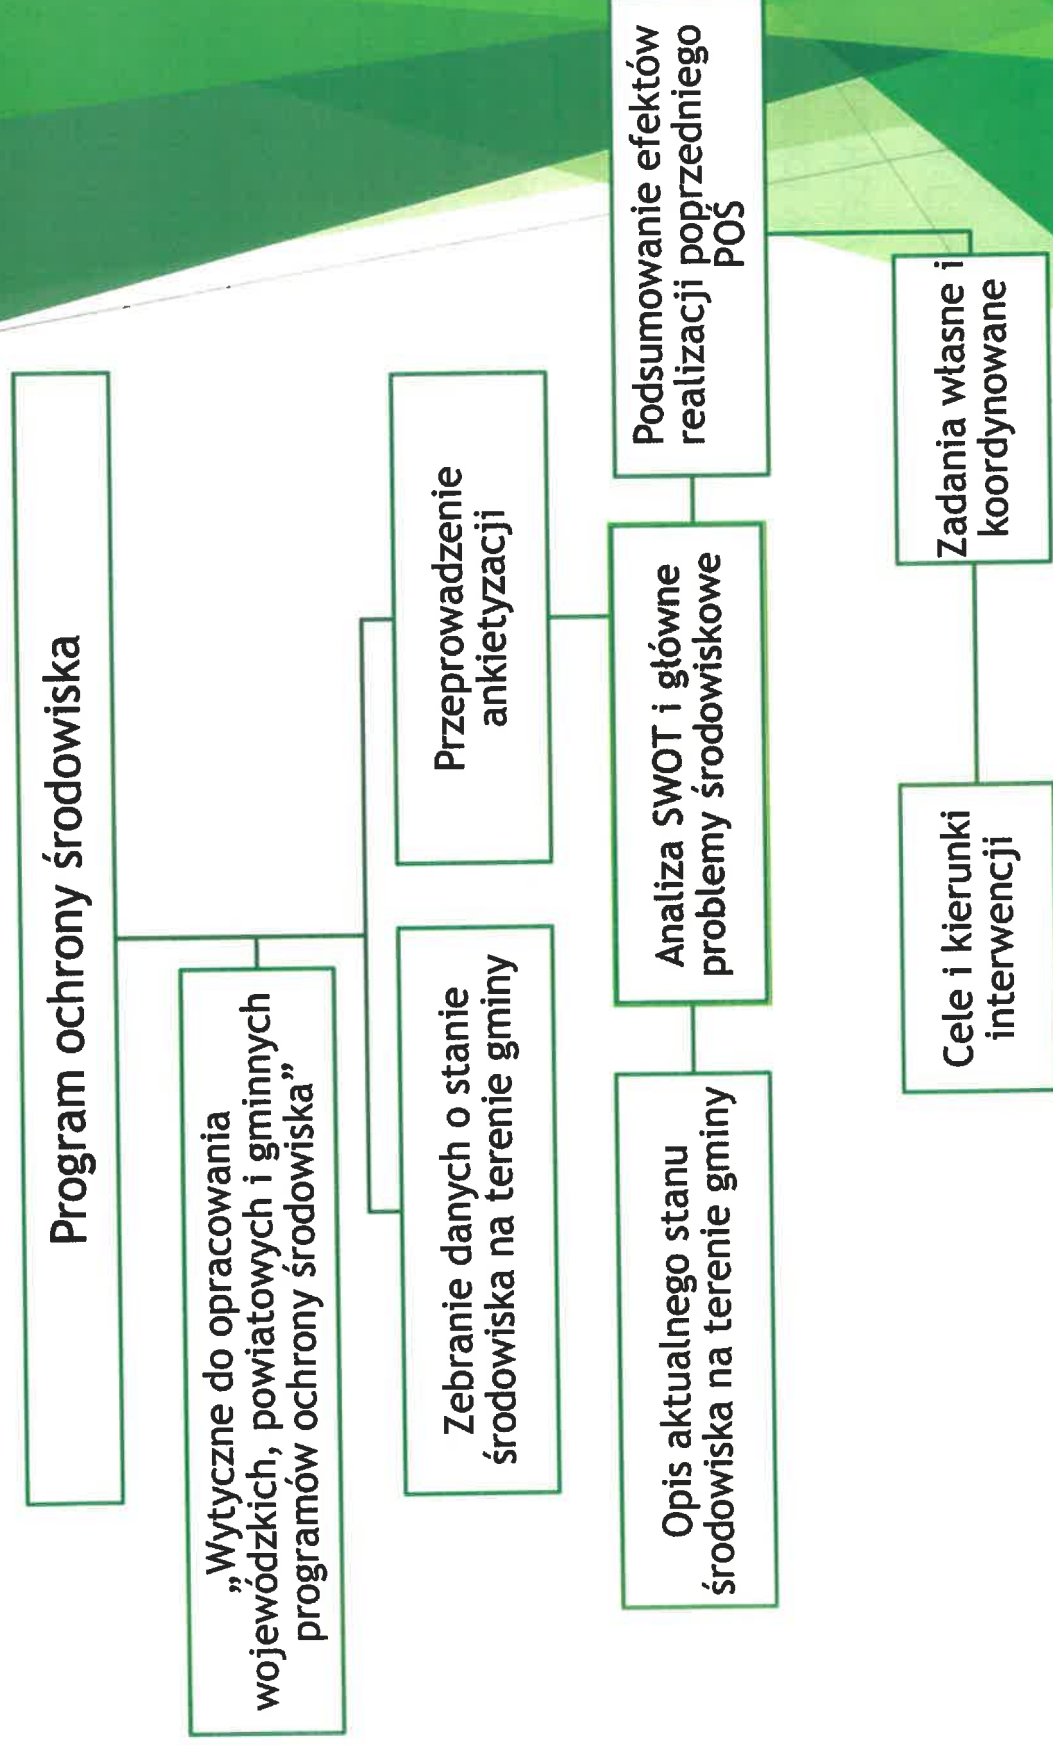 Program ochrony środowiska
„Wytyczne do opracowania
wojewódzkich, powiatowych i gminnych
programów ochrony środowiska”
Zebranie danych o stanie
środowiska na terenie gminy
Przeprowadzenie
ankietyzacji
Opis aktualnego stanu
środowiska na terenie gminy
Analiza SWOT i główne
problemy środowiskowe
Podsumowanie efektów
realizacji poprzedniego
POŚ
Cele i kierunki
interwencji
Zadania własne i
koordynowane